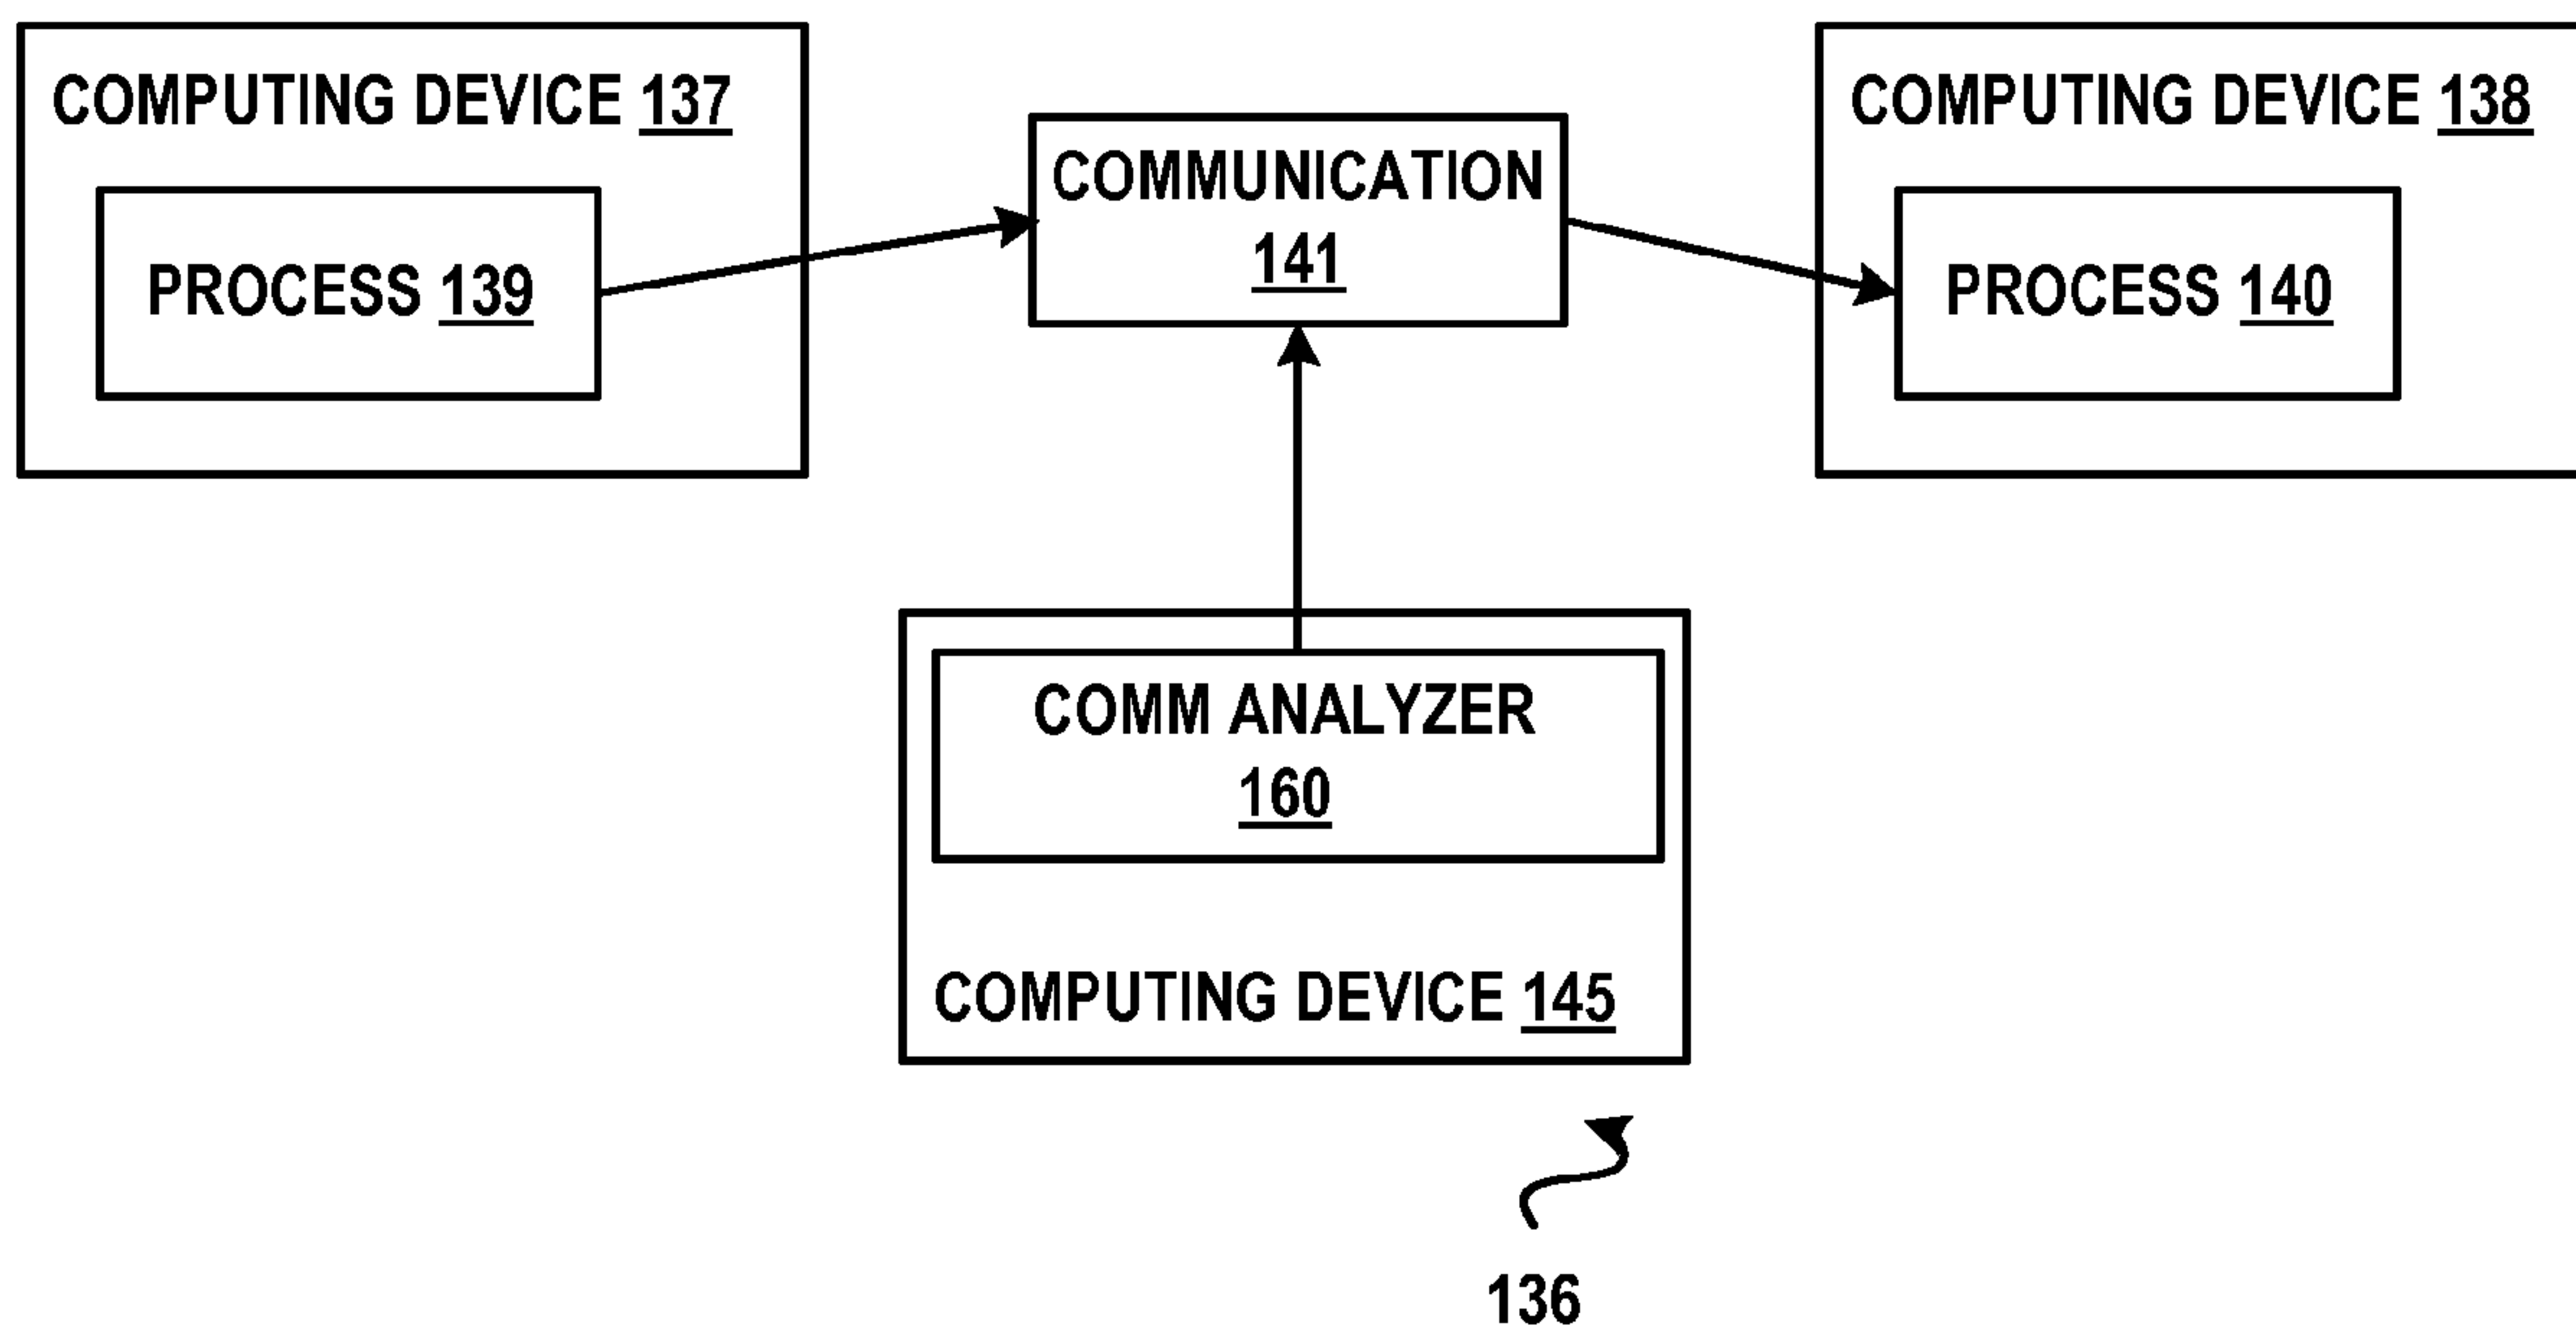 COMPUTING DEVICE 137
PROCESS 139
COMMUNICATION
141
COMPUTING DEVICE 138
PROCESS 140
COMM ANALYZER
160
COMPUTING DEVICE 145
136